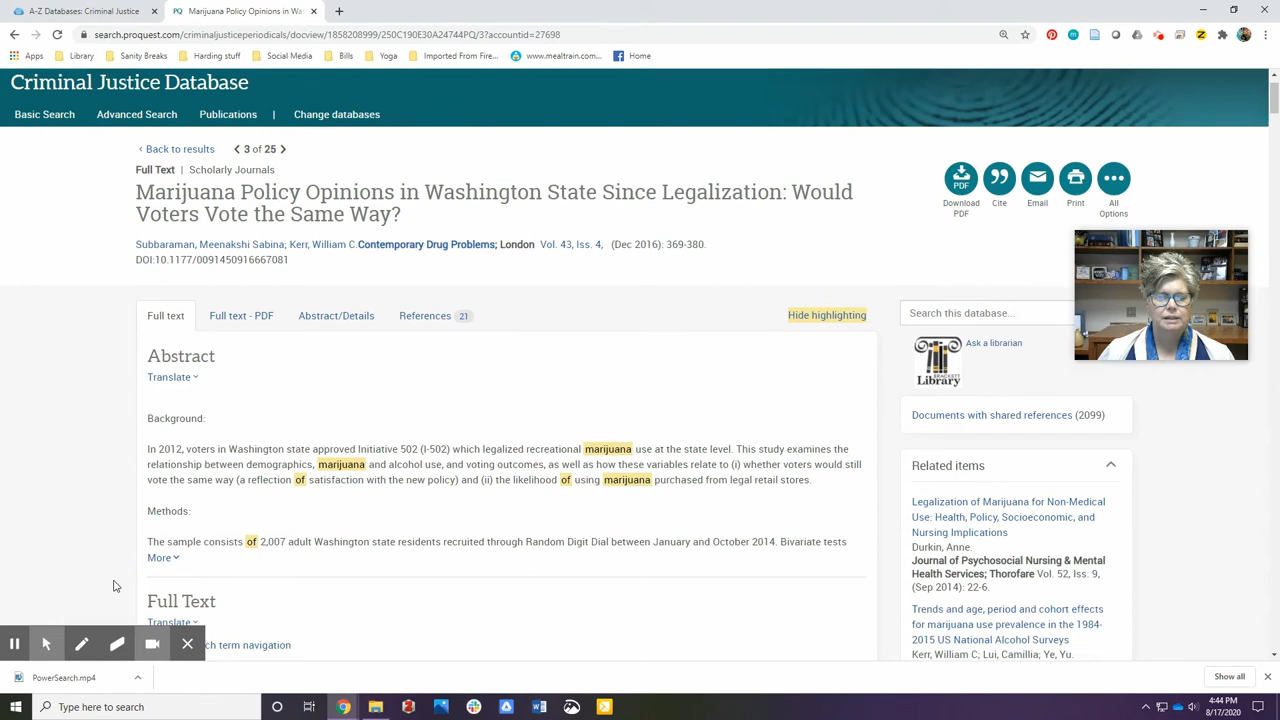 A-Z Databases: Criminal Justice
PQ Marijuana Policy Opinions in Wa
search.proquest.com/criminaljusticeperiodicals/docview/1858208999/250C190E30A24744PQ/3?accountid=27698
Apps Library Sanity Breaks Harding stuff Social Media Bills Yoga Imported From Fire... www.mealtrain.com... Home
Criminal Justice Database
Basic Search Advanced Search Publications | Change databases
Back to results 3 of 25
Full Text | Scholarly Journals
Marijuana Policy Opinions in Washington State Since Legalization: Would
Voters Vote the Same Way?
Subbaraman, Meenakshi Sabina; Kerr, William C.Contemporary Drug Problems; London Vol. 43, Iss. 4, (Dec 2016): 369-380.
DOI:10.1177/0091450916667081
PDF
Download PDF
Cite
Email
Print
All Options
Full text Full text - PDF Abstract/Details References 21 Hide highlighting
Abstract
Translate
Background:
In 2012, voters in Washington state approved Initiative 502 (I-502) which legalized recreational marijuana use at the state level. This study examines the
relationship between demographics, marijuana and alcohol use, and voting outcomes, as well as how these variables relate to (i) whether voters would still
vote the same way (a reflection of satisfaction with the new policy) and (ii) the likelihood of using marijuana purchased from legal retail stores.
Methods:
The sample consists of 2,007 adult Washington state residents recruited through Random Digit Dial between January and October 2014. Bivariate tests
More
Full Text
Translate
ch term navigation
Search this database...
BRACKETT
Library
Ask a librarian
Documents with shared references (2099)
Related items
Legalization of Marijuana for Non-Medical
Use: Health, Policy, Socioeconomic, and
Nursing Implications
Durkin, Anne.
Journal of Psychosocial Nursing & Mental
Health Services; Thorofare Vol. 52, Iss. 9,
(Sep 2014): 22-6.
Trends and age, period and cohort effects
for marijuana use prevalence in the 1984-
2015 US National Alcohol Surveys
Kerr, William C; Lui, Camillia; Ye, Yu.
PowerSearch.mp4
Show all
Type here to search
4:44 PM
8/17/2020